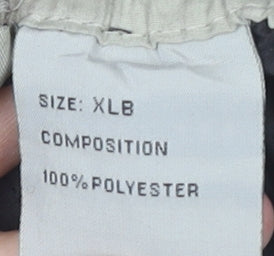 SIZE: XLB
COMPOSITION
100% POLYESTER